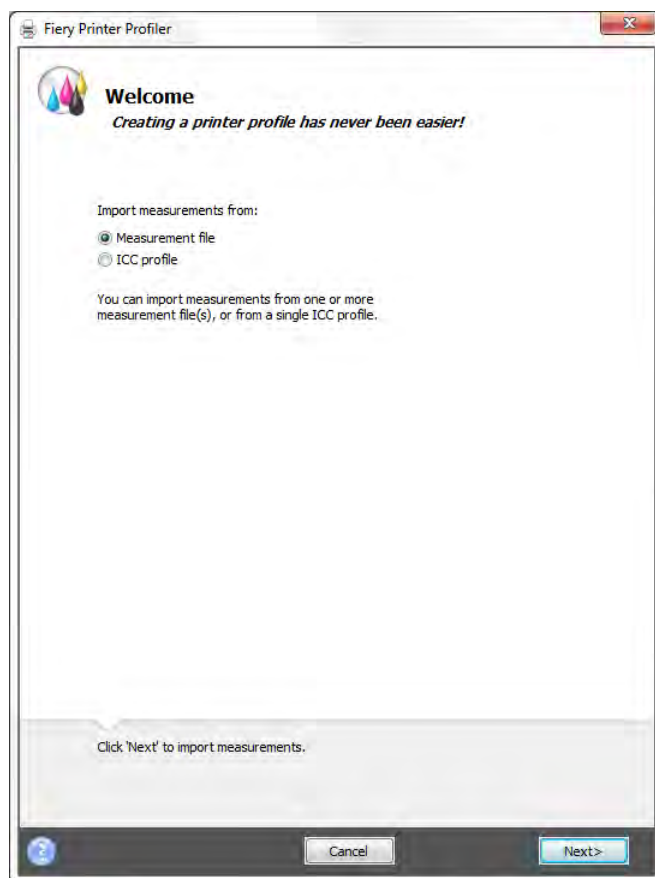 Fiery Printer Profiler
Welcome
Creating a printer profile has never been easier!
Import measurements from:
Measurement file
ICC profile
You can import measurements from one or more
measurement file(s), or from a single ICC profile.
Click 'Next' to import measurements.
?
Cancel
Next>